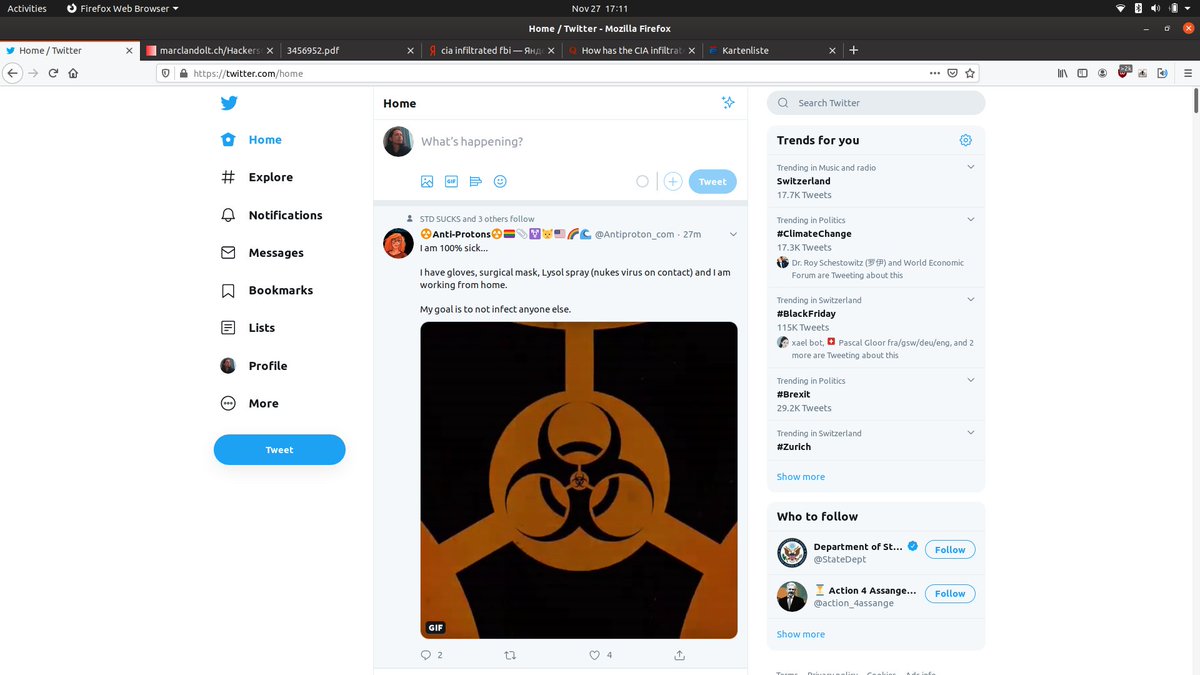 Activities
Firefox Web Browser
Nov 27 17:11
Home / Twitter - Mozilla Firefox
Home / Twitter
marclandolt.ch/Hackers
3456952.pdf
cia infiltrated fbi — Янд
How has the CIA infiltrat
Kartenliste
https://twitter.com/home
>2k
Home
Explore
Notifications
Messages
Bookmarks
Lists
Profile
More
Tweet
Home
What's happening?
GIF
Tweet
STD SUCKS and 3 others follow
Anti-Protons @Antiproton_com · 27m
I am 100% sick...
I have gloves, surgical mask, Lysol spray (nukes virus on contact) and I am
working from home.
My goal is to not infect anyone else.
GIF
2
4
Search Twitter
Trends for you
Trending in Music and radio
Switzerland
17.7K Tweets
Trending in Politics
#ClimateChange
17.3K Tweets
Dr. Roy Schestowitz (罗伊) and World Economic
Forum are Tweeting about this
Trending in Switzerland
#BlackFriday
115K Tweets
xael bot, Pascal Gloor fra/gsw/deu/eng, and 2
more are Tweeting about this
Trending in Politics
#Brexit
29.2K Tweets
Trending in Switzerland
#Zurich
Show more
Who to follow
Department of St...
@StateDept
Follow
Action 4 Assange...
@action_4assange
Follow
Show more
Terms Privacy policy Cookies Ads info